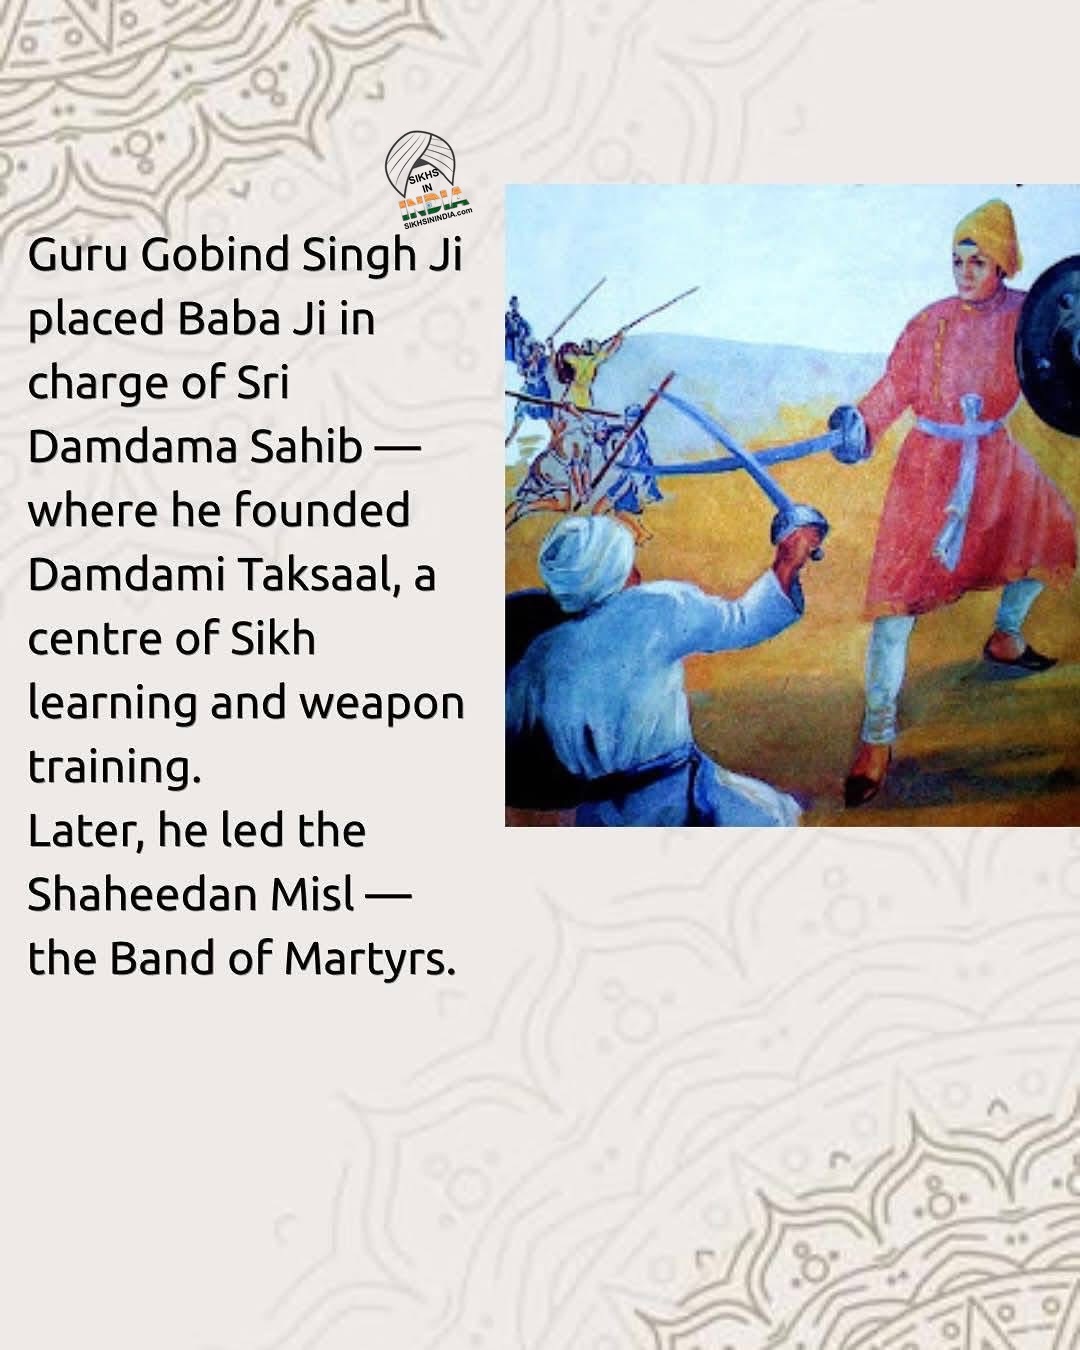 SIKHS
IN
INDIA
SIKHSININDIA.com
Guru Gobind Singh Ji
placed Baba Ji in
charge of Sri
Damdama Sahib —
where he founded
Damdami Taksaal, a
centre of Sikh
learning and weapon
training.
Later, he led the
Shaheedan Misl —
the Band of Martyrs.